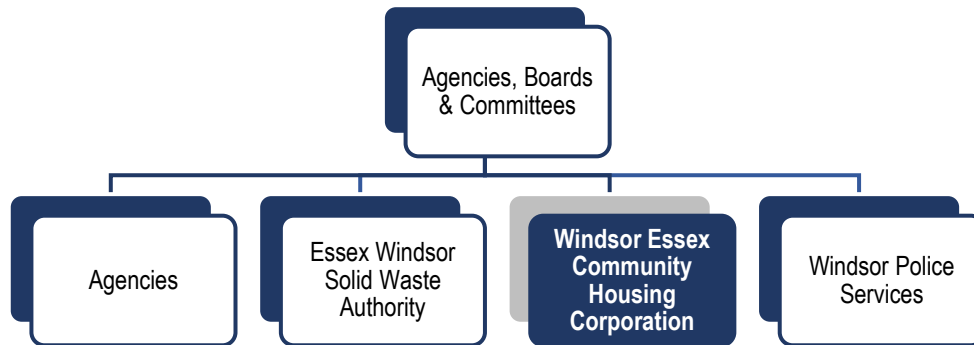 Agencies, Boards
& Committees
Agencies
Essex Windsor
Solid Waste
Authority
Windsor Essex
Community
Housing
Corporation
Windsor Police
Services